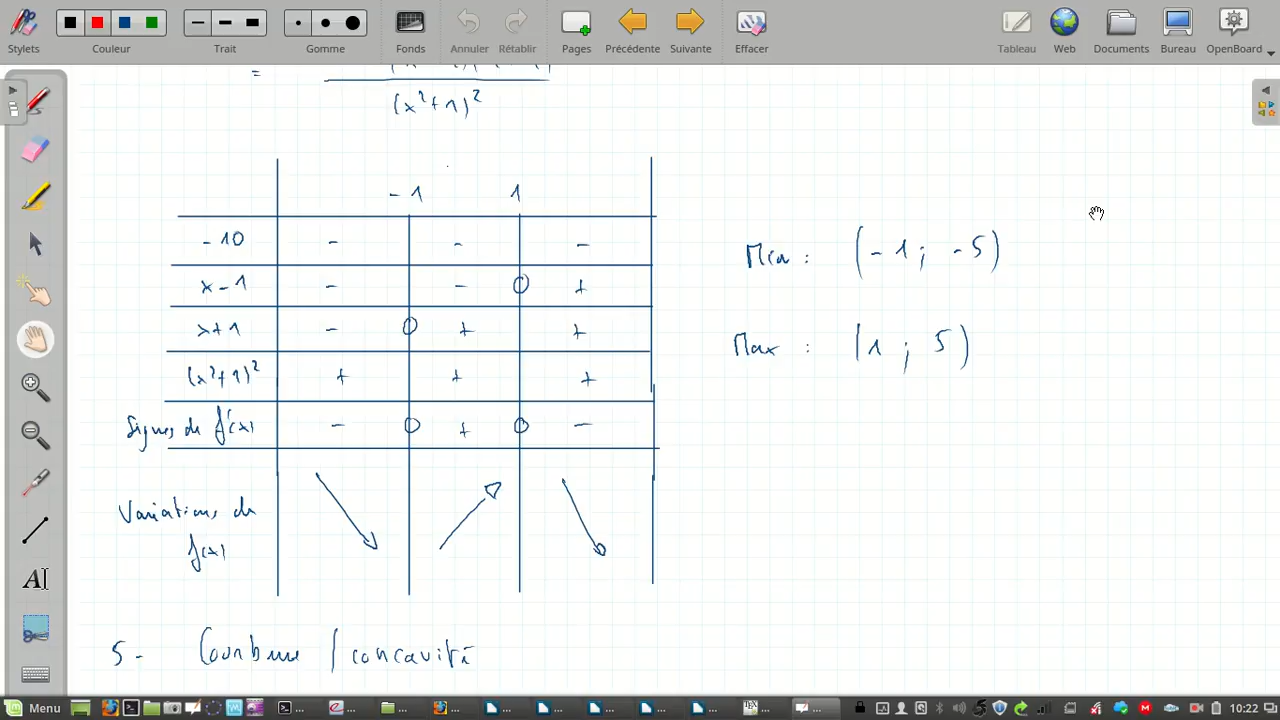 Stylets Couleur Trait Gomme Fonds Annuler Rétablir Pages Précédente Suivante Effacer Tableau Web Documents Bureau OpenBoard
=
(x²+1)²
-1 1
-10 - - -
x-1 - - 0 +
x+1 - 0 + +
(x²+1)² + + +
Signes de f'(x) - 0 + 0 -
Variations de
f(x)
Min : (-1 ; -5)
Max : (1 ; 5)
5- Courbure / concavité
Menu 10:22